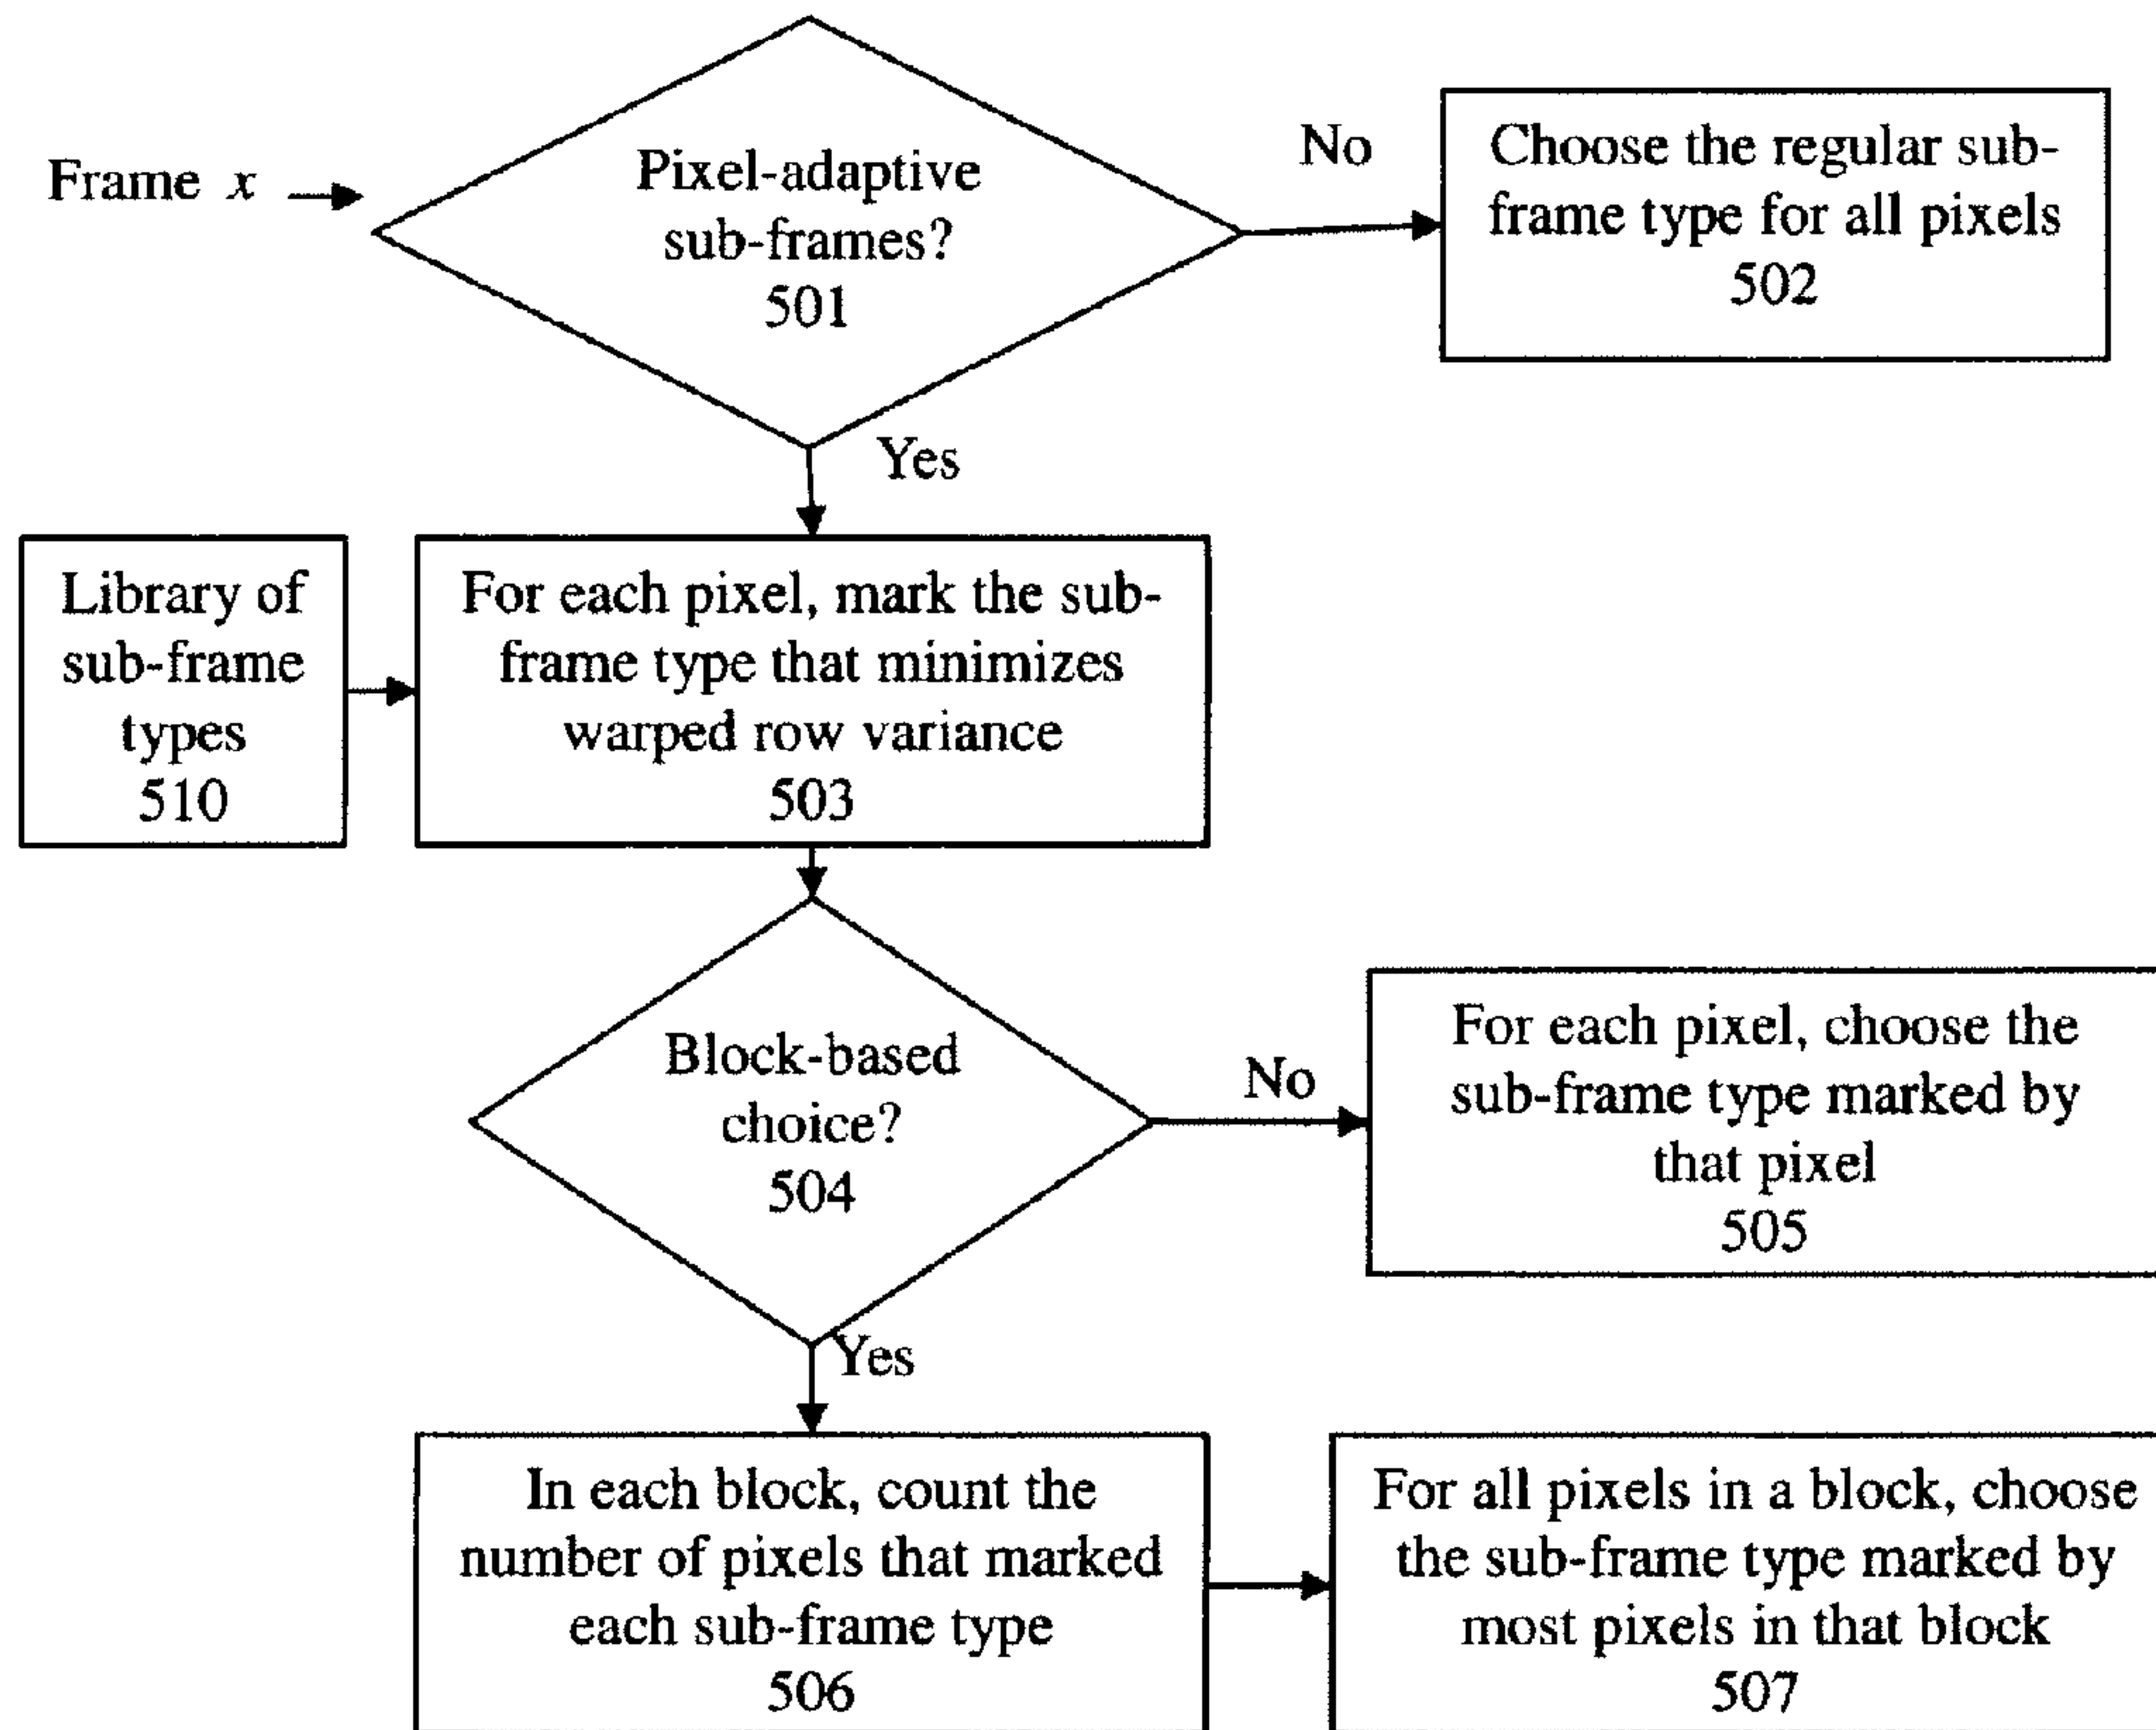 Frame x
Pixel-adaptive
sub-frames?
501
No
Choose the regular sub-
frame type for all pixels
502
Yes
Library of
sub-frame
types
510
For each pixel, mark the sub-
frame type that minimizes
warped row variance
503
Block-based
choice?
504
No
For each pixel, choose the
sub-frame type marked by
that pixel
505
Yes
In each block, count the
number of pixels that marked
each sub-frame type
506
For all pixels in a block, choose
the sub-frame type marked by
most pixels in that block
507